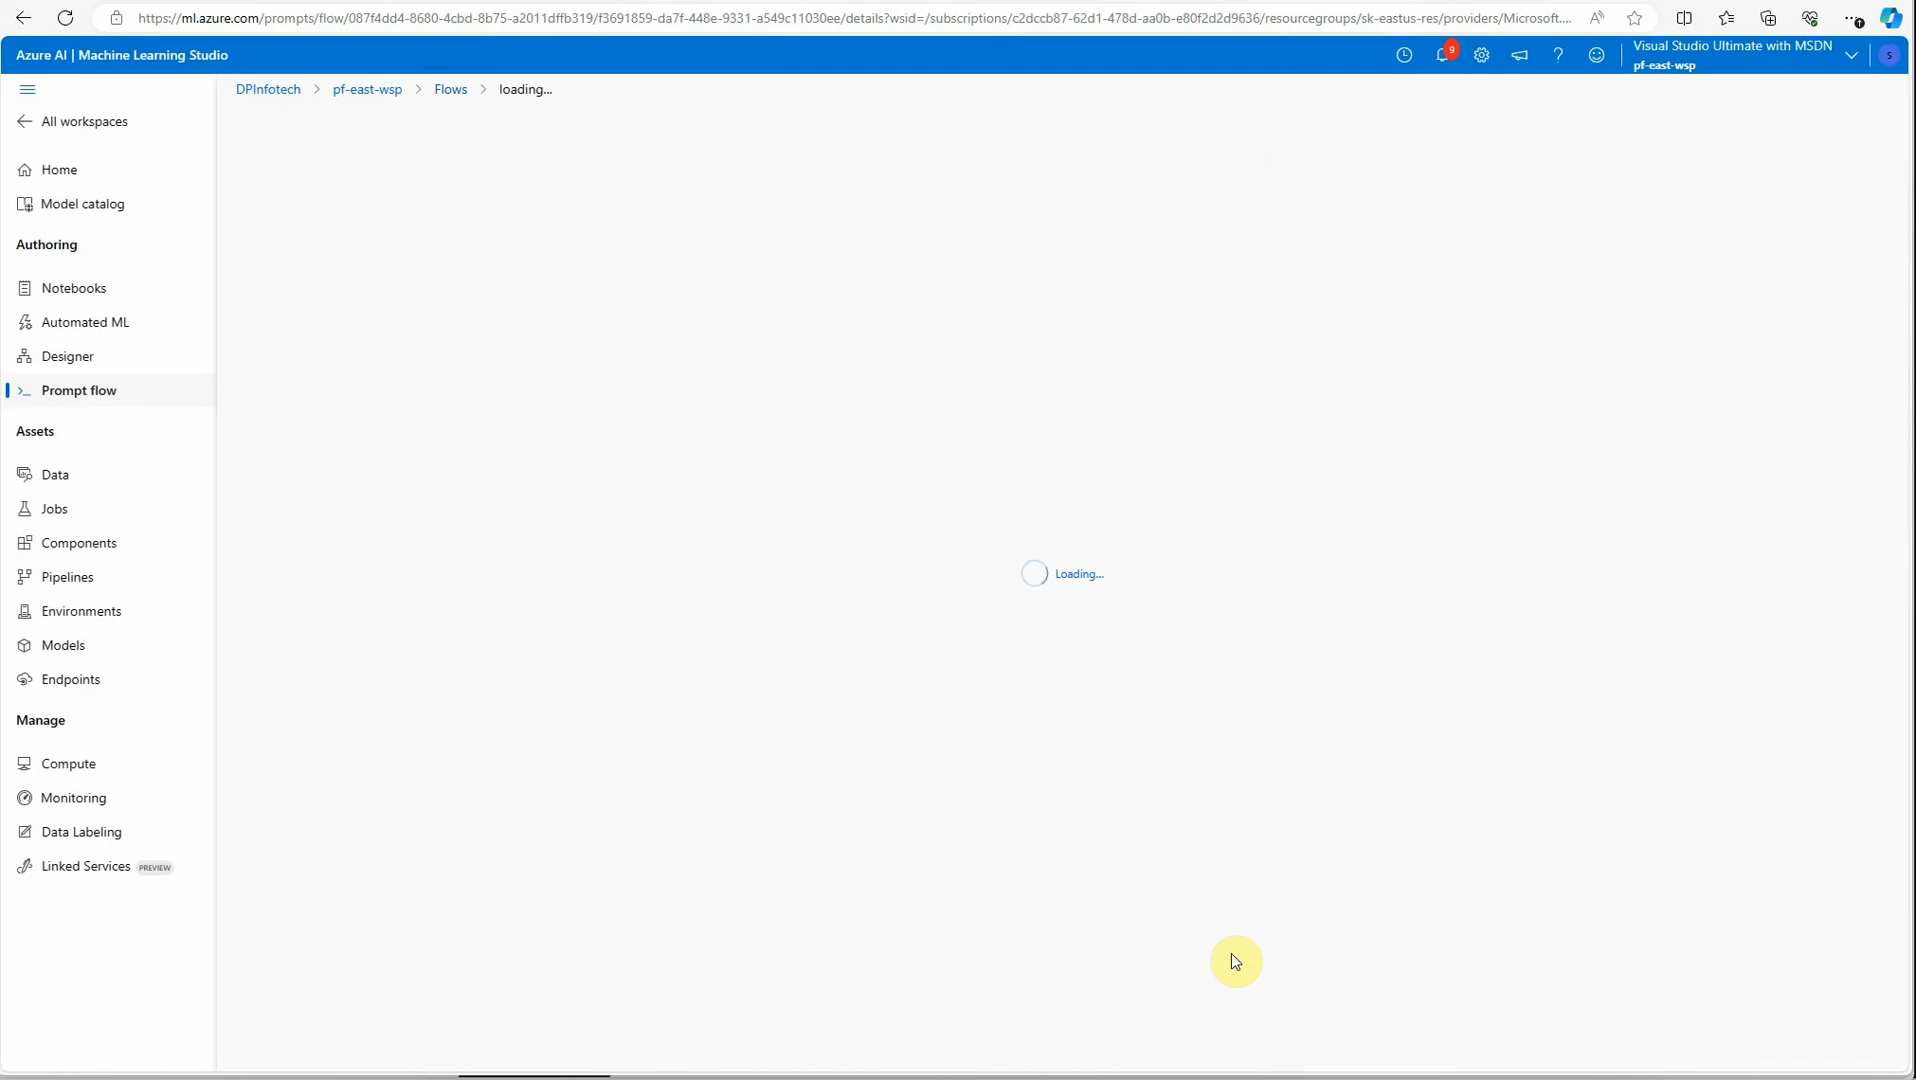 https://ml.azure.com/prompts/flow/087f4dd4-8680-4cbd-8b75-a2011dffb319/f3691859-da7f-448e-9331-a549c11030ee/details?wsid=/subscriptions/c2dccb87-62d1-478d-aa0b-e80f2d2d9636/resourcegroups/sk-eastus-res/providers/Microsoft....
Azure AI | Machine Learning Studio
9
?
Visual Studio Ultimate with MSDN
pf-east-wsp
S
DPInfotech > pf-east-wsp > Flows > loading...
All workspaces
Home
Model catalog
Authoring
Notebooks
Automated ML
Designer
Prompt flow
Assets
Data
Jobs
Components
Pipelines
Environments
Models
Endpoints
Manage
Compute
Monitoring
Data Labeling
Linked Services PREVIEW
Loading...